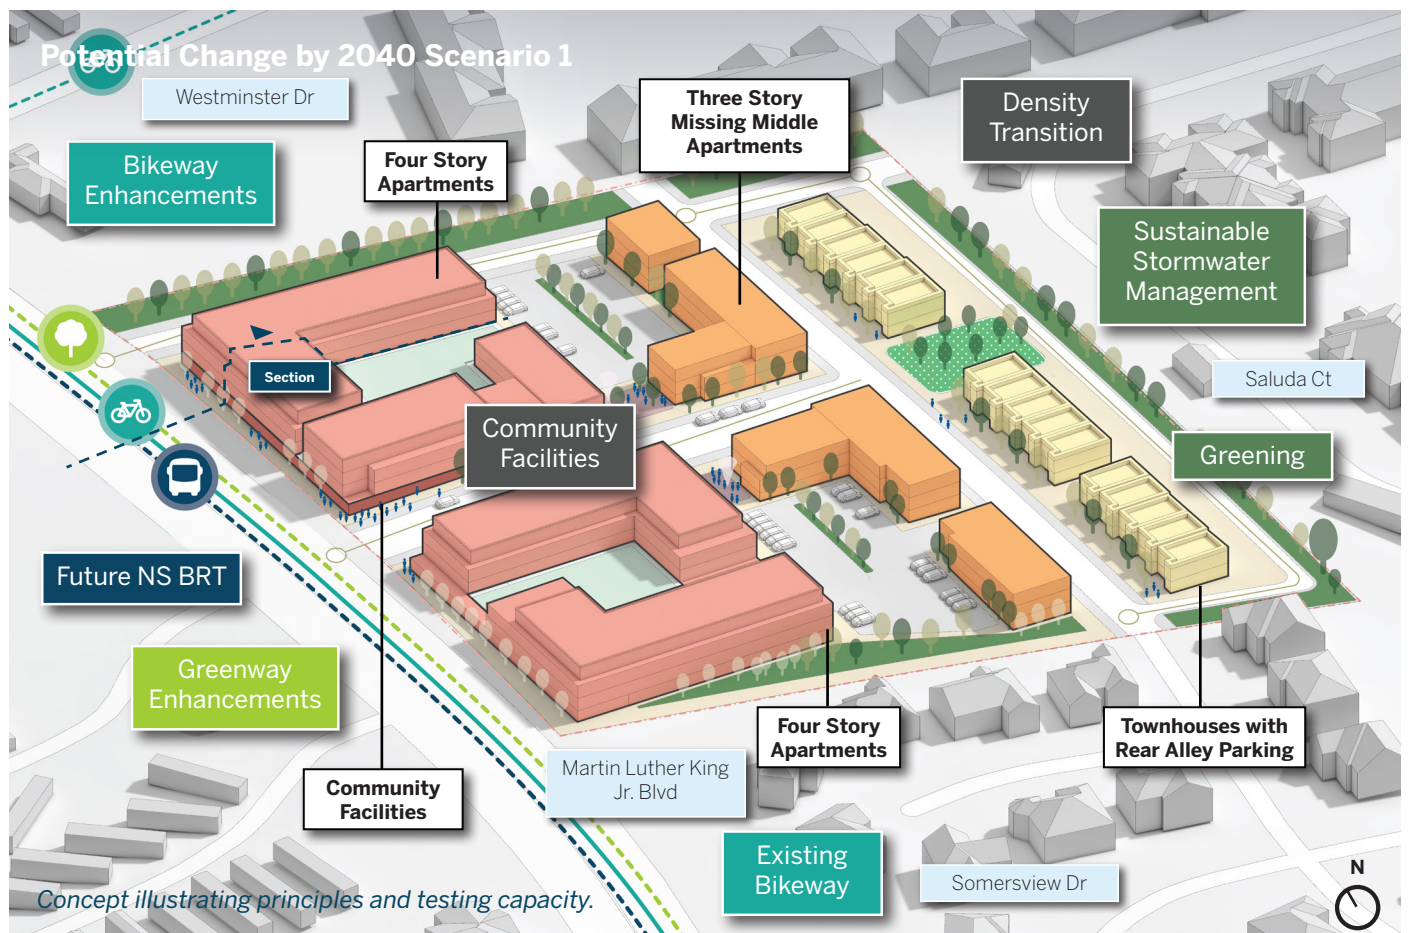 Potential Change by 2040 Scenario 1
Westminster Dr
Bikeway
Enhancements
Four Story
Apartments
Three Story
Missing Middle
Apartments
Density
Transition
Sustainable
Stormwater
Management
Section
Saluda Ct
Community
Facilities
Greening
Future NS BRT
Greenway
Enhancements
Four Story
Apartments
Townhouses with
Rear Alley Parking
Martin Luther King
Jr. Blvd
Community
Facilities
Existing
Bikeway
Somersview Dr
N
Concept illustrating principles and testing capacity.